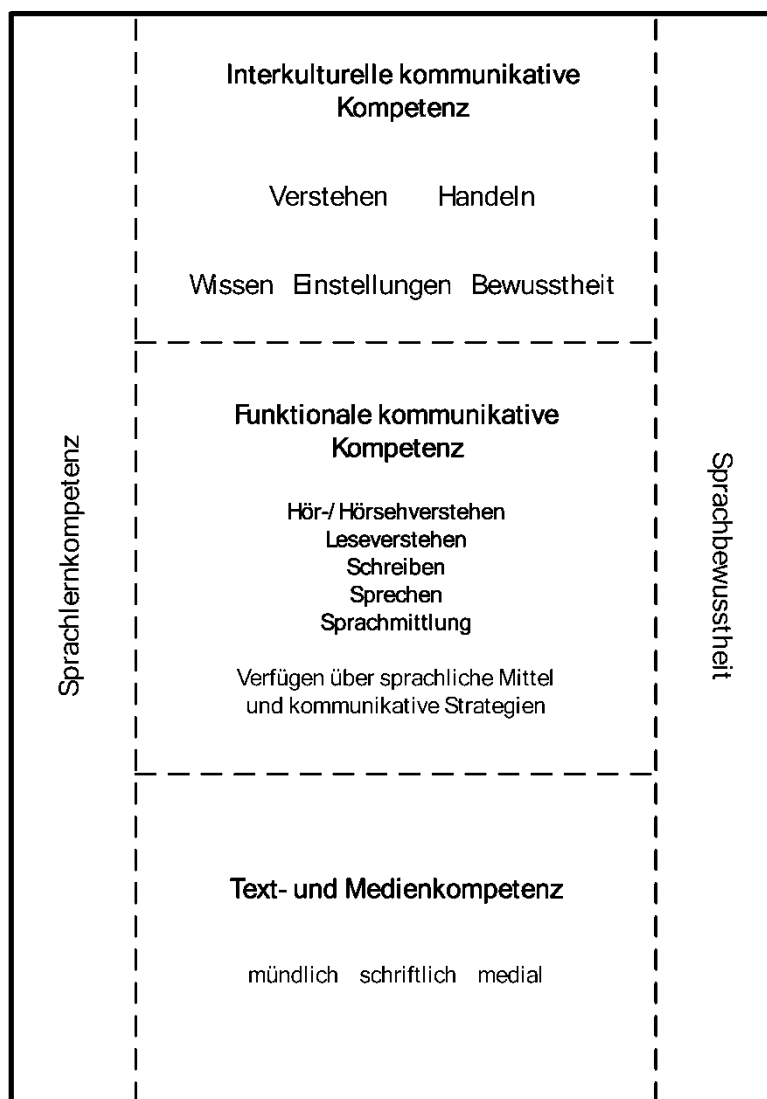 Interkulturelle kommunikative
Kompetenz
Verstehen Handeln
Wissen Einstellungen Bewusstheit
Funktionale kommunikative
Kompetenz
Hör-/ Hörsehverstehen
Leseverstehen
Schreiben
Sprechen
Sprachmittlung
Verfügen über sprachliche Mittel
und kommunikative Strategien
Text- und Medienkompetenz
mündlich schriftlich medial
Sprachlernkompetenz
Sprachbewusstheit